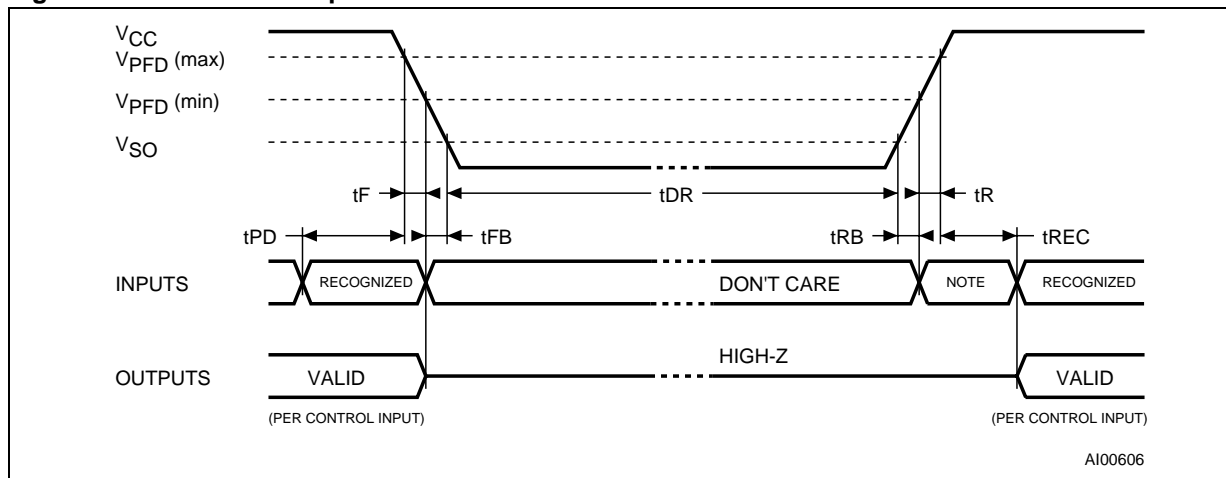 VCC
VPFD (max)
VPFD (min)
VSO
tF
tDR
tR
tPD
tFB
tRB
tREC
INPUTS
RECOGNIZED
DON'T CARE
NOTE
RECOGNIZED
HIGH-Z
OUTPUTS
VALID
VALID
(PER CONTROL INPUT)
(PER CONTROL INPUT)
AI00606